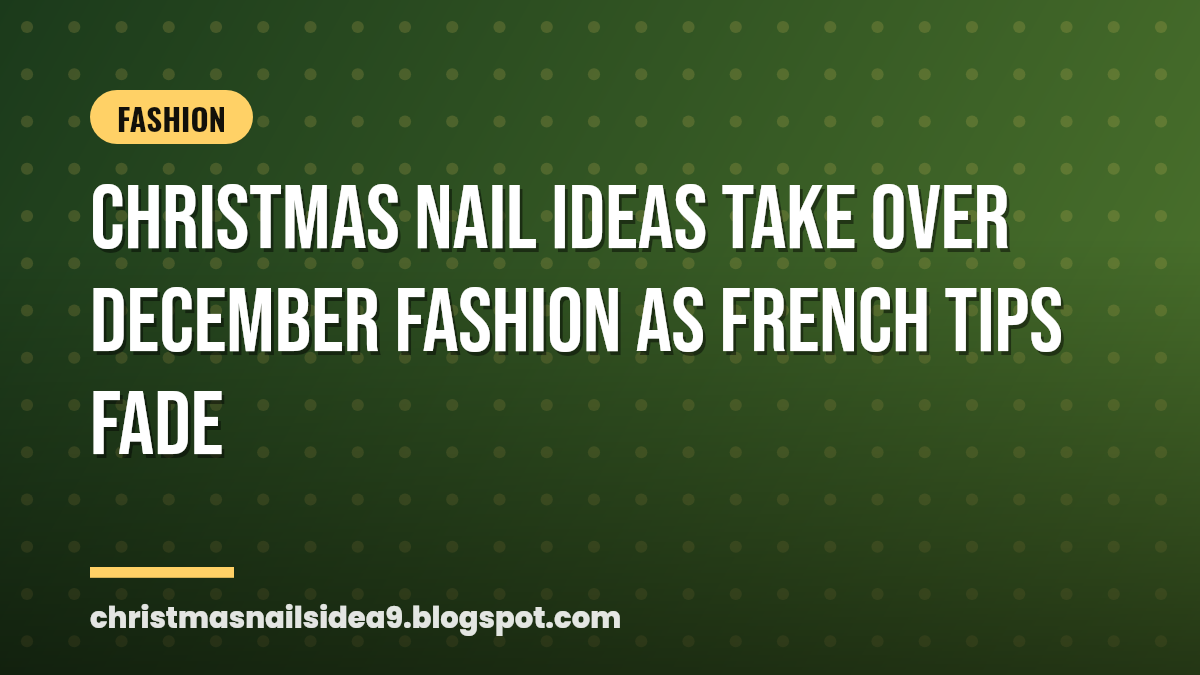 FASHION
CHRISTMAS NAIL IDEAS TAKE OVER
DECEMBER FASHION AS FRENCH TIPS
FADE
christmasnailsidea9.blogspot.com